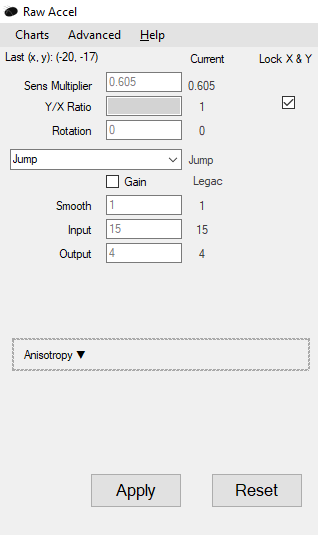 Raw Accel
Charts Advanced Help
Last (x, y): (-20, -17) Current Lock X & Y
Sens Multiplier 0.605 0.605
Y/X Ratio 1
Rotation 0 0
Jump Jump
Gain Legac
Smooth 1 1
Input 15 15
Output 4 4
Anisotropy ▼
Apply Reset